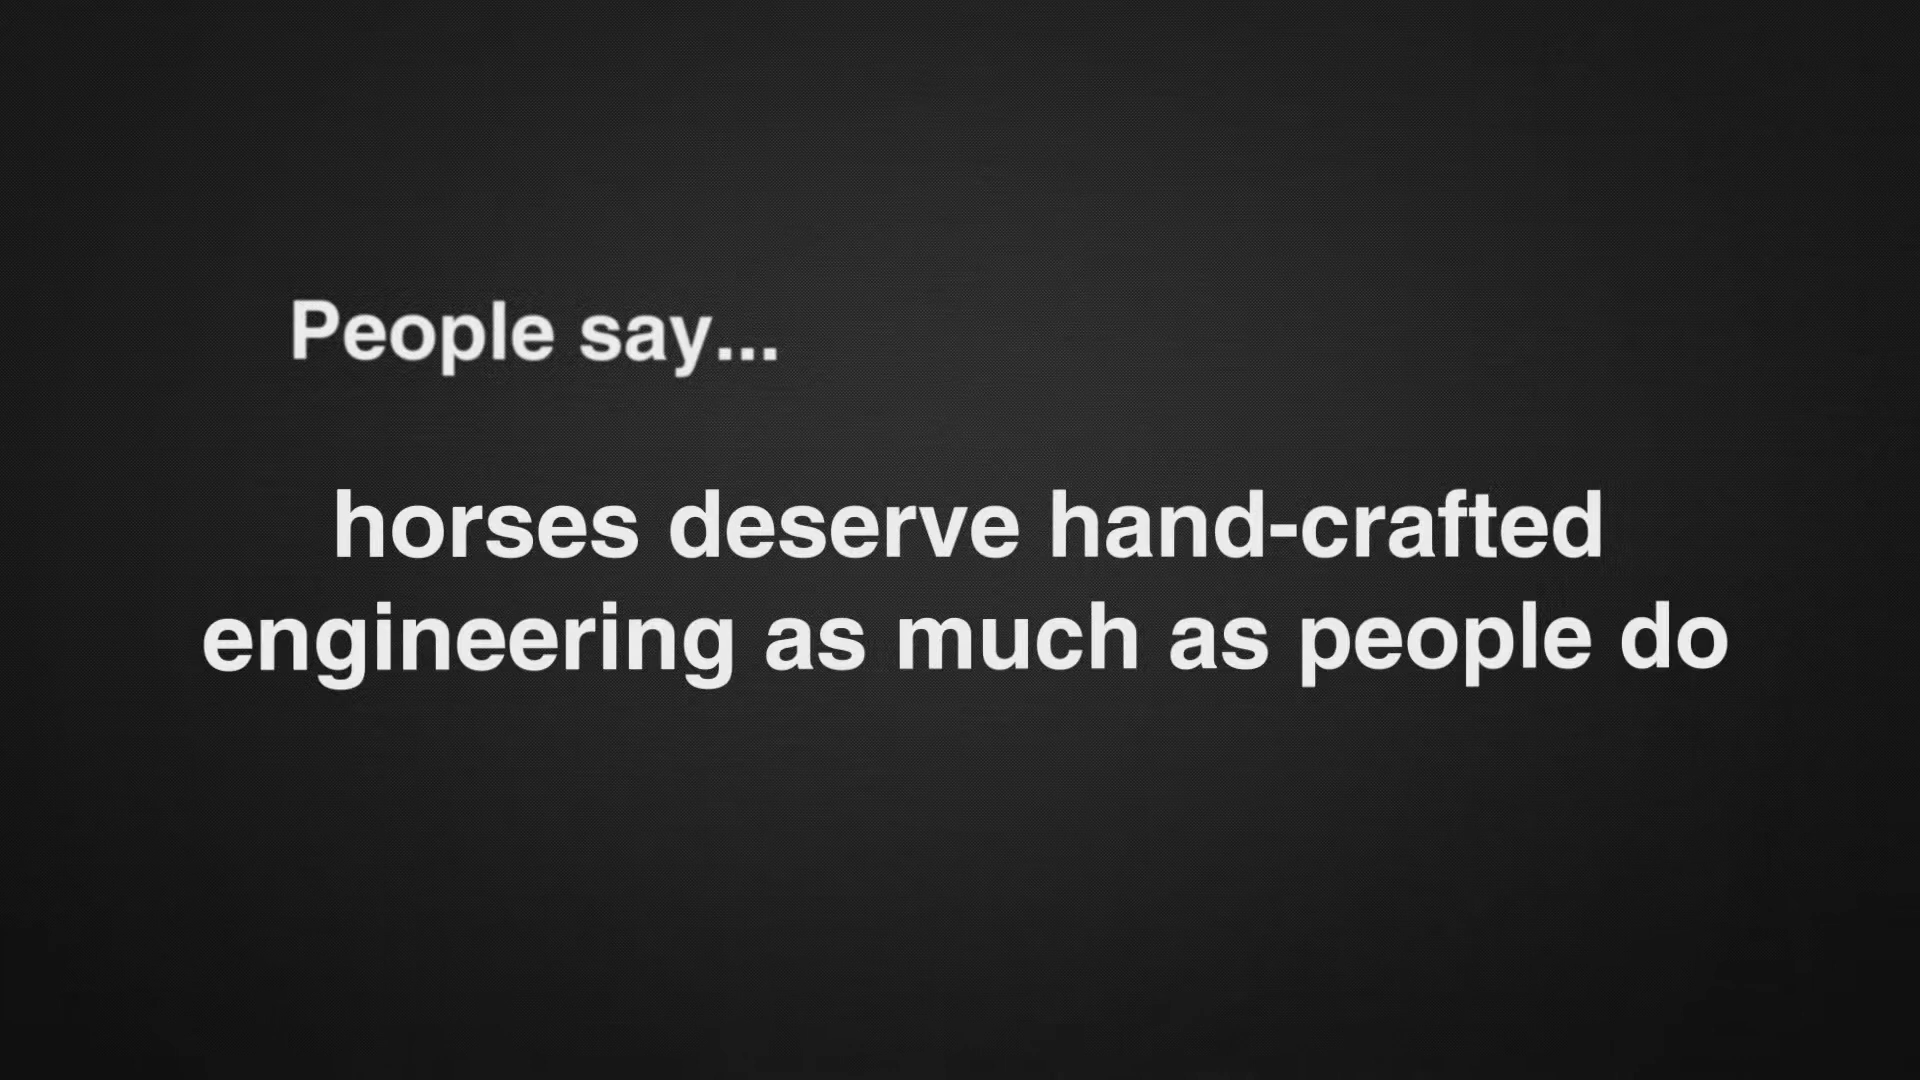 People say...
horses deserve hand-crafted
engineering as much as people do